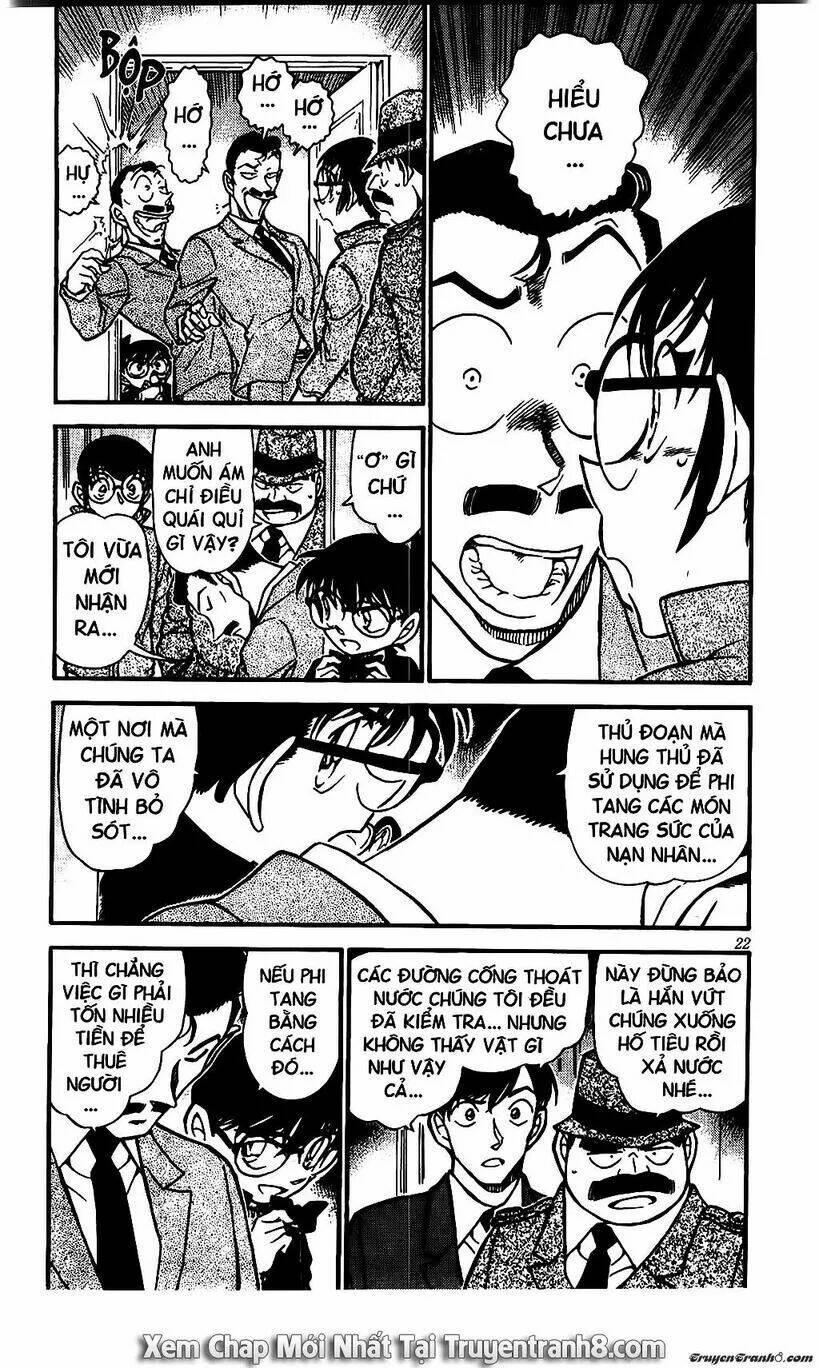 HIỂU
CHƯA
...
BỘP
HỚ
...
HỚ
...
HỚ
...
HỰ
...
"Ơ" GÌ
CHỨ
...
ANH
MUỐN ÁM
CHỈ ĐIỀU
QUÁI QUỈ
GÌ VẬY?
TÔI VỪA
MỚI
NHẬN
RA...
THỦ ĐOẠN MÀ
HUNG THỦ ĐÃ
SỬ DỤNG ĐỂ PHI
TANG CÁC MÓN
TRANG SỨC CỦA
NẠN NHÂN...
MỘT NƠI MÀ
CHÚNG TA
ĐÃ VÔ
TÌNH BỎ
SÓT...
22
NÀY ĐỪNG BẢO
LÀ HẮN VỨT
CHÚNG XUỐNG
HỐ TIÊU RỒI
XẢ NƯỚC
NHÉ...
CÁC ĐƯỜNG CỐNG THOÁT
NƯỚC CHÚNG TÔI ĐỀU
ĐÃ KIỂM TRA... NHƯNG
KHÔNG THẤY VẬT GÌ
NHƯ VẬY
CẢ...
NẾU PHI
TANG
BẰNG
CÁCH
ĐÓ...
THÌ CHẲNG
VIỆC GÌ PHẢI
TỐN NHIỀU
TIỀN ĐỂ
THUÊ
NGƯỜI
...
Xem Chap Mới Nhất Tại Truyentranh8.com
TruyenTranh8.com